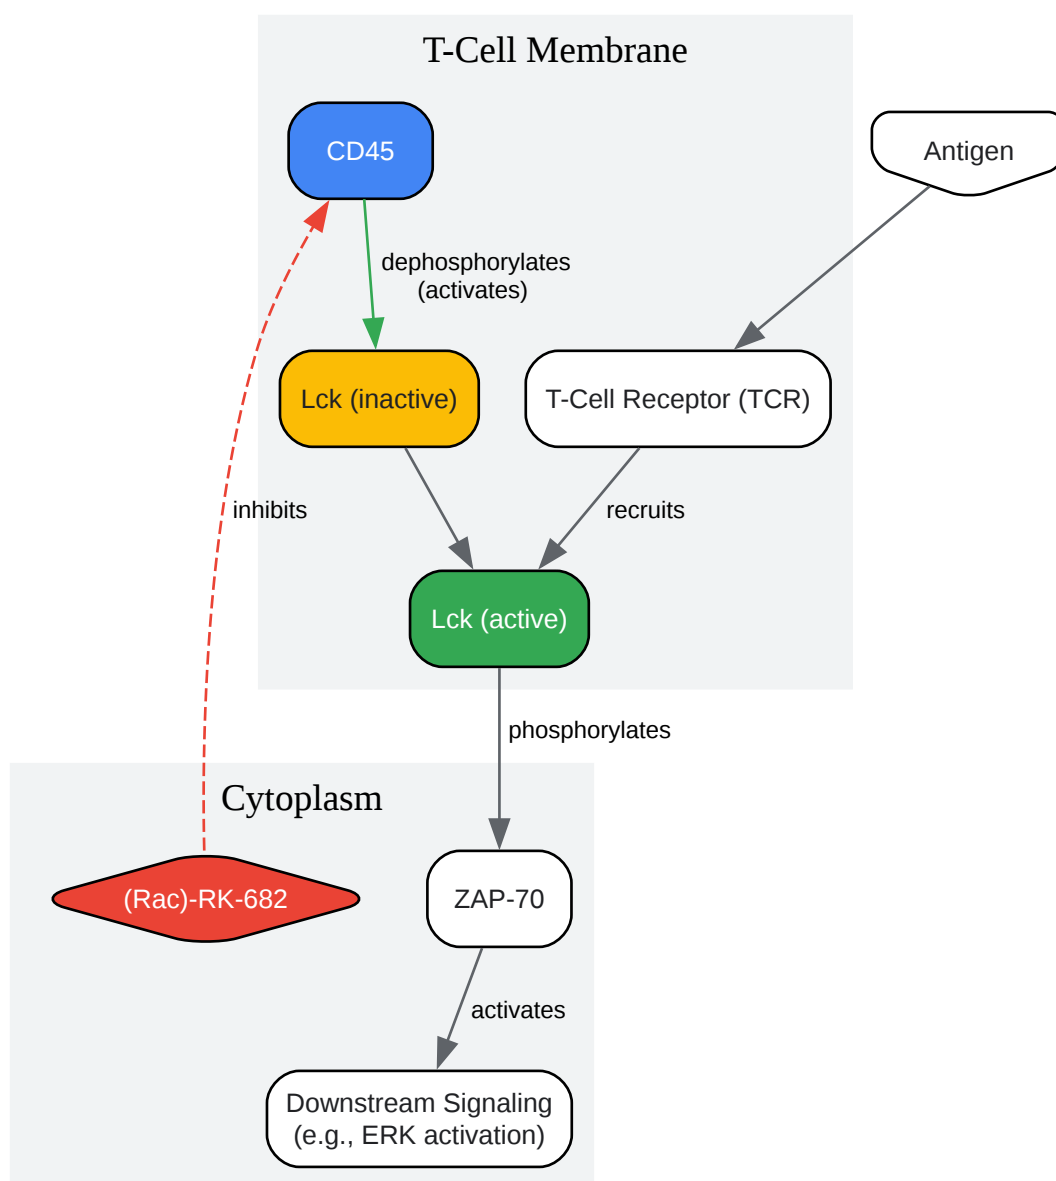 T-Cell Membrane
CD45
Antigen
dephosphorylates
(activates)
Lck (inactive)
T-Cell Receptor (TCR)
inhibits
recruits
Lck (active)
phosphorylates
Cytoplasm
(Rac)-RK-682
ZAP-70
activates
Downstream Signaling
(e.g., ERK activation)